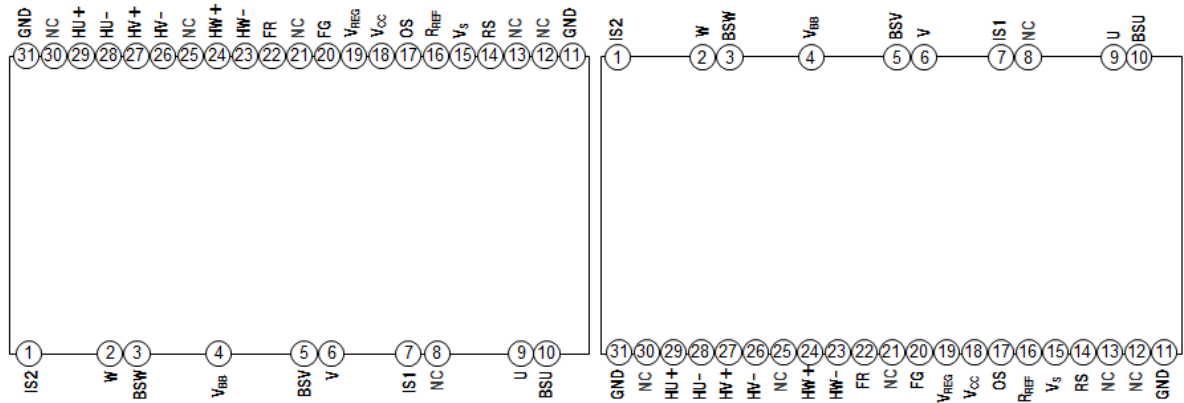 GND NC HU+ HU- HV+ HV- NC HW+ HW- FR NC FG VREG VCC OS RREF VS RS NC NC GND
31 30 29 28 27 26 25 24 23 22 21 20 19 18 17 16 15 14 13 12 11
1 2 3 4 5 6 7 8 9 10
IS2 W BSW VBB BSV V IS1 NC U BSU
IS2 W BSW VBB BSV V IS1 NC U BSU
1 2 3 4 5 6 7 8 9 10
31 30 29 28 27 26 25 24 23 22 21 20 19 18 17 16 15 14 13 12 11
GND NC HU+ HU- HV+ HV- NC HW+ HW- FR NC FG VREG VCC OS RREF VS RS NC NC GND